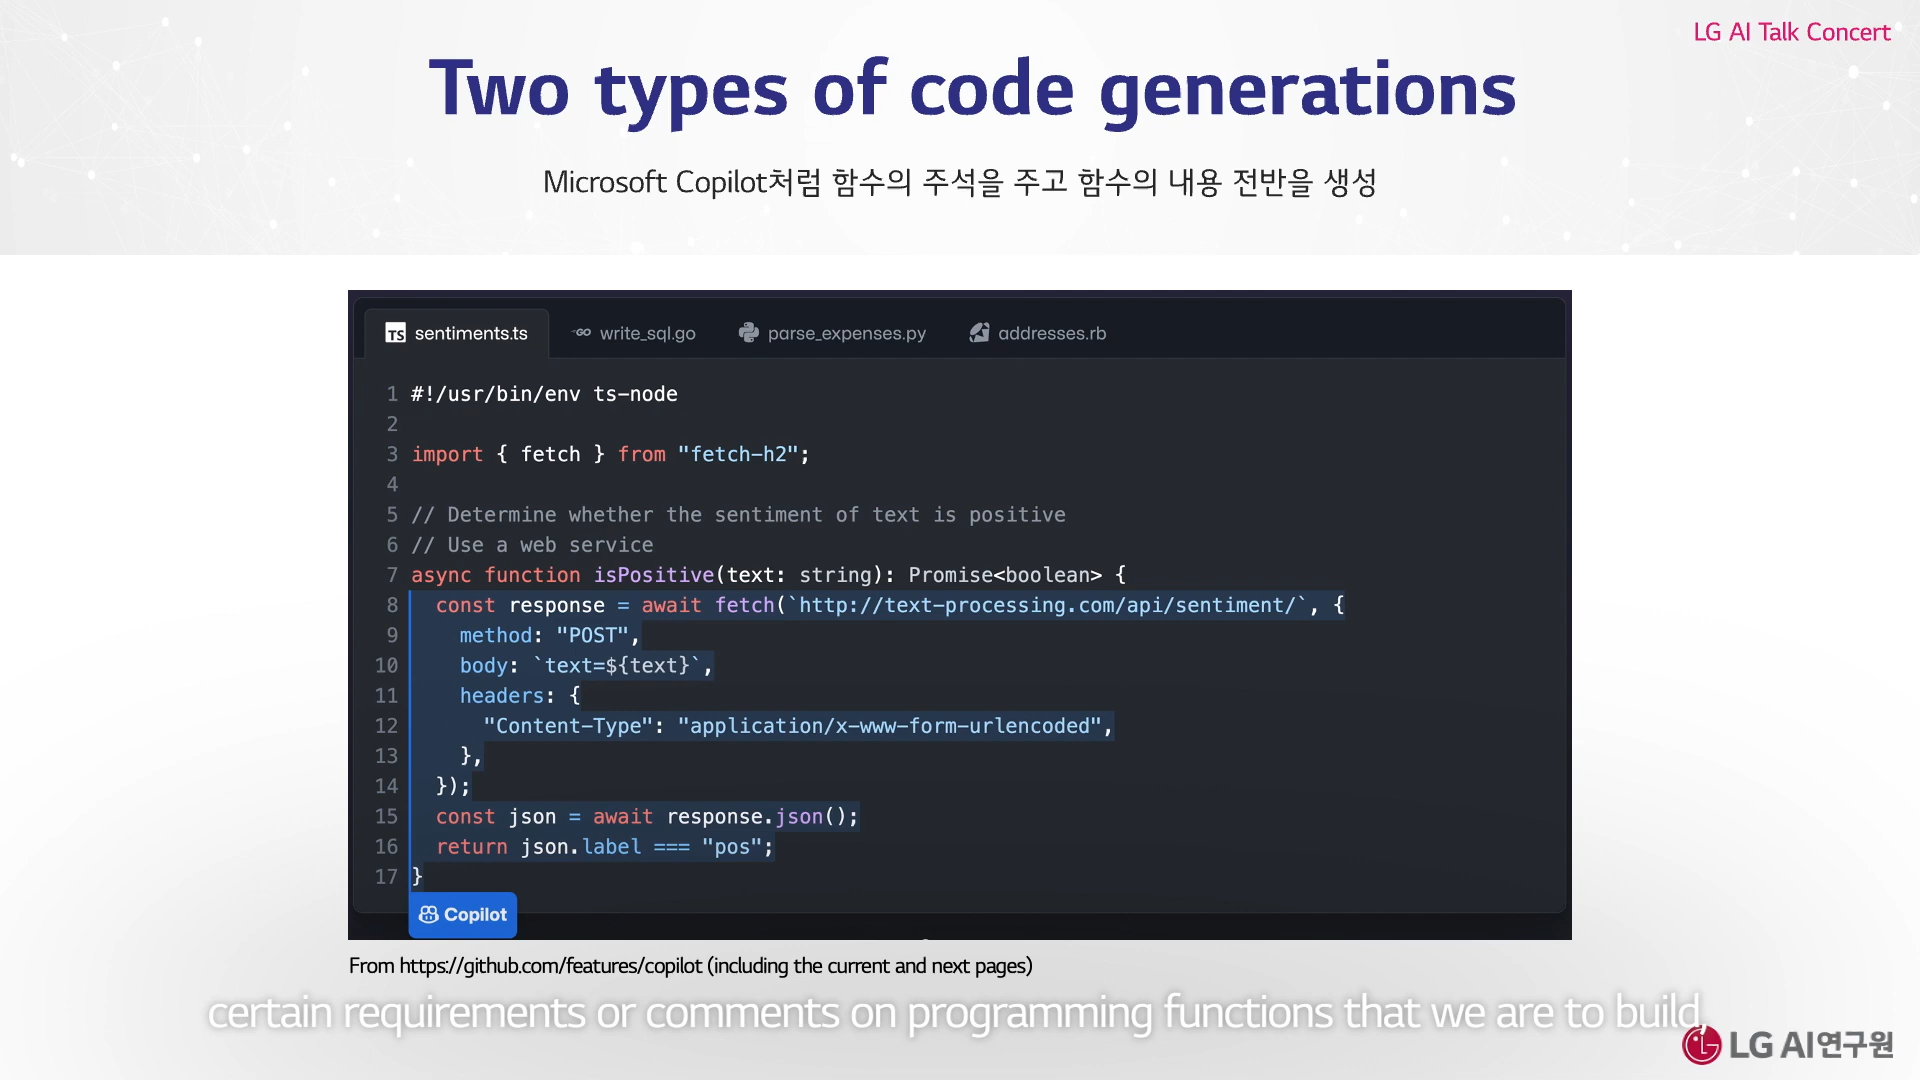 LG AI Talk Concert
Two types of code generations
Microsoft Copilot처럼 함수의 주석을 주고 함수의 내용 전반을 생성
TS sentiments.ts GO write_sql.go parse_expenses.py addresses.rb
1 #!/usr/bin/env ts-node
2
3 import { fetch } from "fetch-h2";
4
5 // Determine whether the sentiment of text is positive
6 // Use a web service
7 async function isPositive(text: string): Promise<boolean> {
8 const response = await fetch(`http://text-processing.com/api/sentiment/`, {
9 method: "POST",
10 body: `text=${text}`,
11 headers: {
12 "Content-Type": "application/x-www-form-urlencoded",
13 },
14 });
15 const json = await response.json();
16 return json.label === "pos";
17 }
Copilot
From https://github.com/features/copilot (including the current and next pages)
certain requirements or comments on programming functions that we are to build,
LG AI연구원